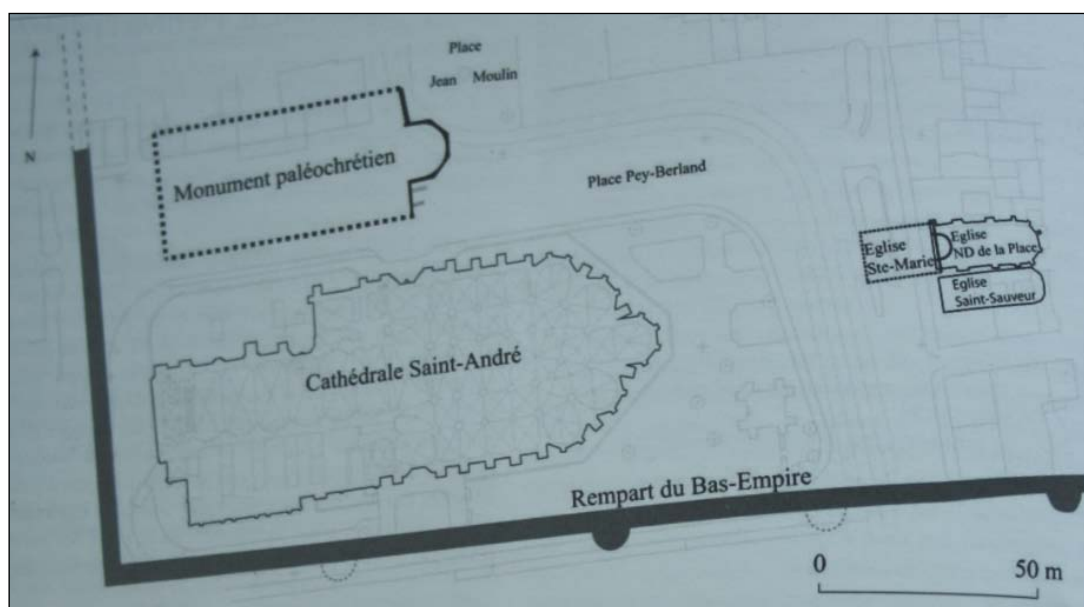 Place
Jean Moulin
N
Monument paléochrétien
Place Pey-Berland
Eglise
Ste-Marie
Eglise
ND de la Place
Eglise
Saint-Sauveur
Cathédrale Saint-André
Rempart du Bas-Empire
0 50 m